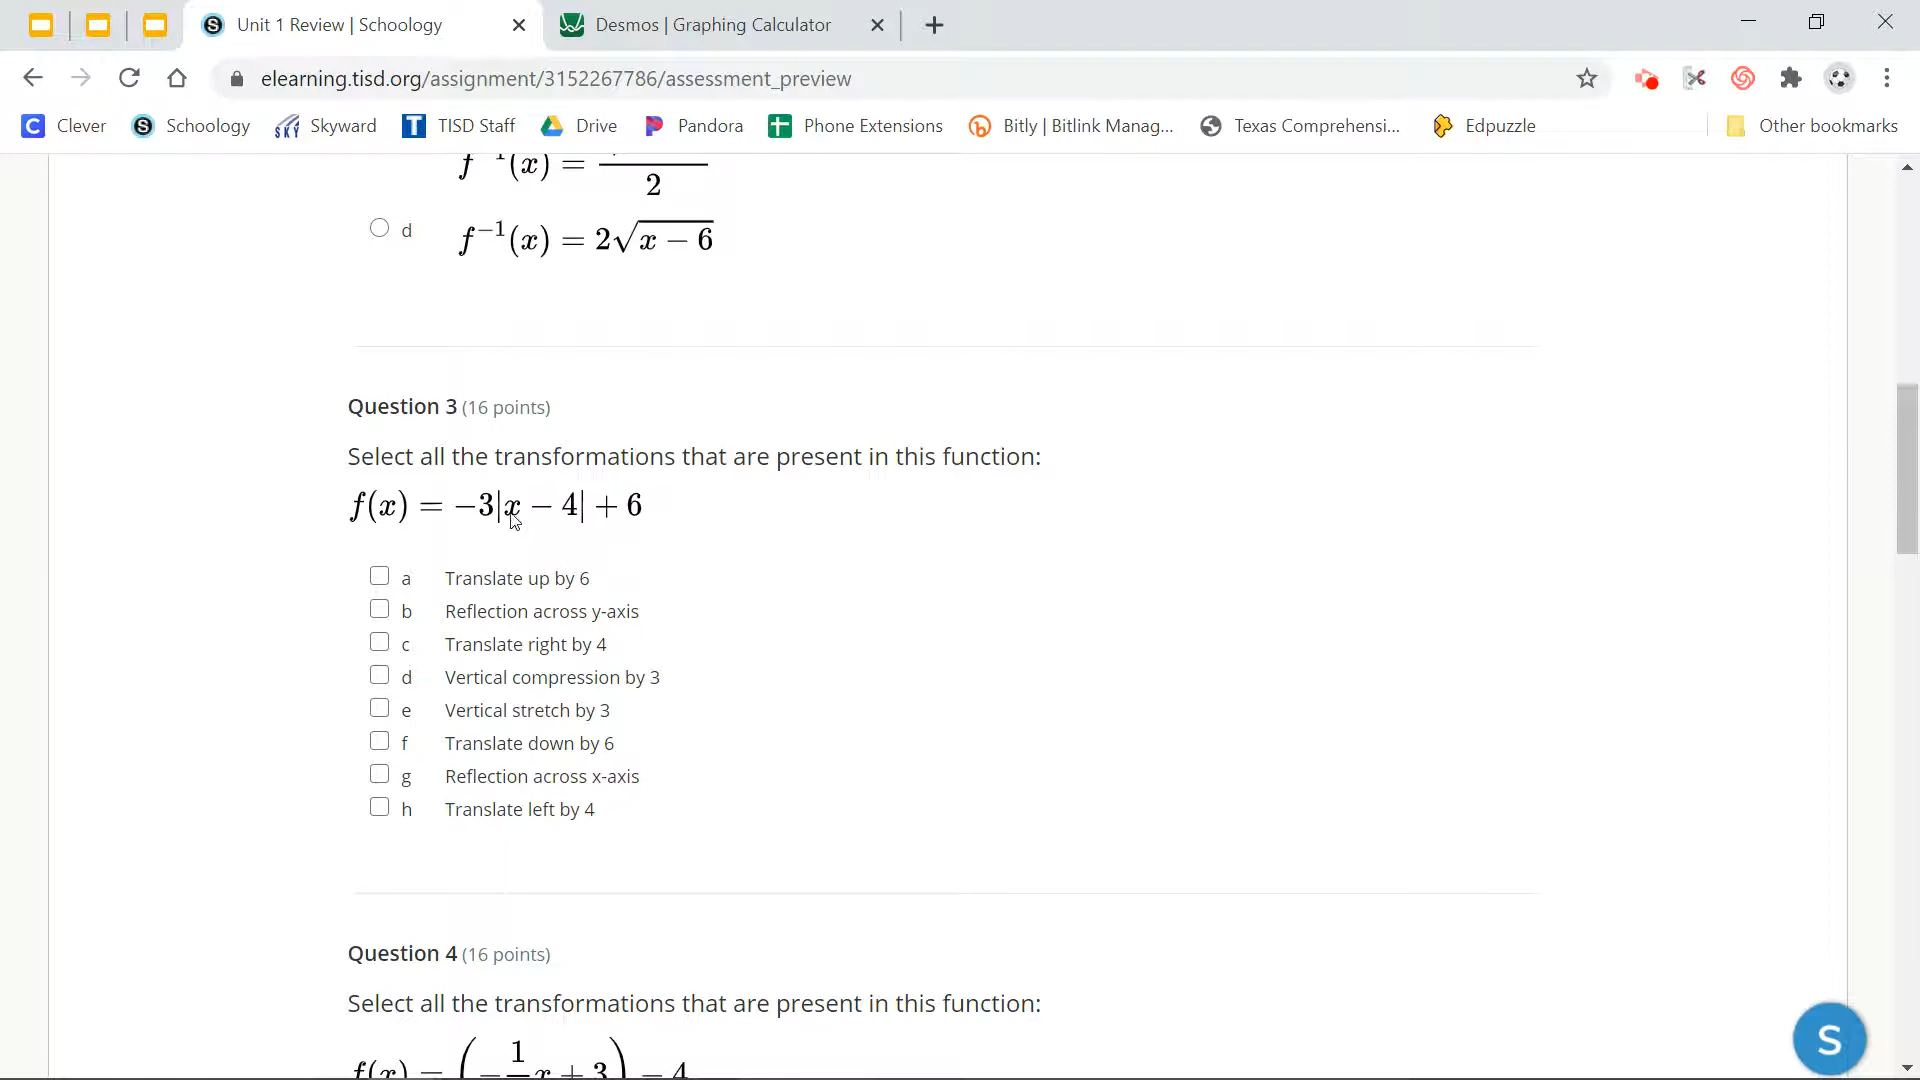 Unit 1 Review | Schoology
Desmos | Graphing Calculator
elearning.tisd.org/assignment/3152267786/assessment_preview
Clever Schoology Skyward TISD Staff Drive Pandora Phone Extensions Bitly | Bitlink Manag... Texas Comprehensi... Edpuzzle Other bookmarks
f⁻¹(x) = 2
d f⁻¹(x) = 2√(x − 6)
Question 3 (16 points)
Select all the transformations that are present in this function:
f(x) = −3|x − 4| + 6
a Translate up by 6
b Reflection across y-axis
c Translate right by 4
d Vertical compression by 3
e Vertical stretch by 3
f Translate down by 6
g Reflection across x-axis
h Translate left by 4
Question 4 (16 points)
Select all the transformations that are present in this function:
f(x) = (−1 x + 3) − 4
S